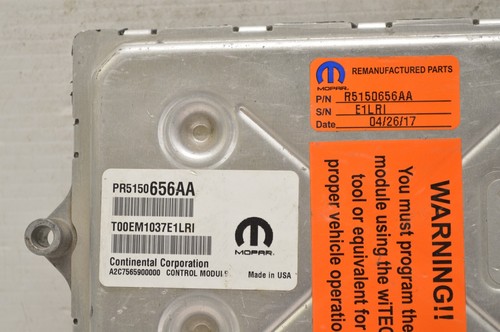 MOPAR
REMANUFACTURED PARTS
P/N R5150656AA
S/N E1LRI
Date 04/26/17
PR5150656AA
T00EM1037E1LRI
Continental Corporation
A2C7565900000 CONTROL MODULE
MOPAR
Made in USA
WARNING!!
You must program the
module using the wiTEC
tool or equivalent for
proper vehicle operatio